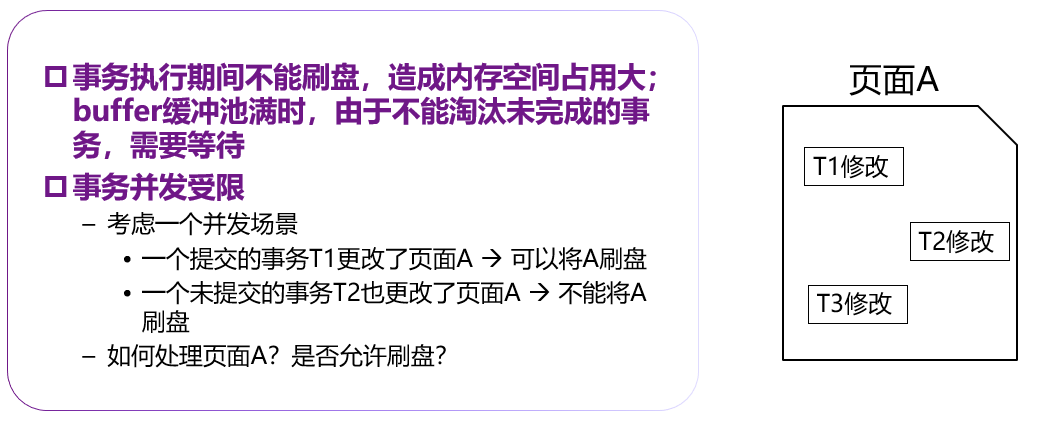 事务执行期间不能刷盘，造成内存空间占用大；
buffer缓冲池满时，由于不能淘汰未完成的事
务，需要等待
事务并发受限
– 考虑一个并发场景
• 一个提交的事务T1更改了页面A → 可以将A刷盘
• 一个未提交的事务T2也更改了页面A → 不能将A
刷盘
– 如何处理页面A？是否允许刷盘？
页面A
T1修改
T2修改
T3修改